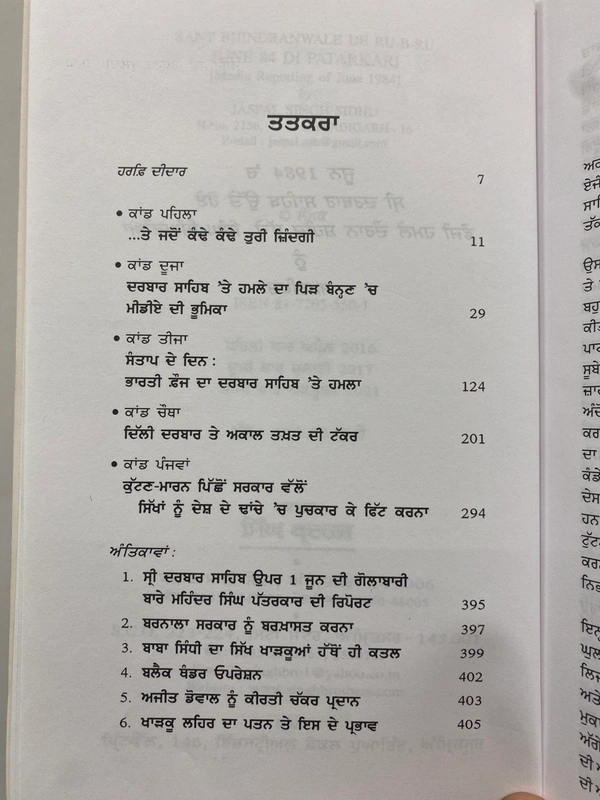 ਤਤਕਰਾ
ਹਰਫ਼ਿ ਦੀਦਾਰ 7
• ਕਾਂਡ ਪਹਿਲਾ
...ਤੇ ਜਦੋਂ ਕੰਢੇ ਕੰਢੇ ਤੁਰੀ ਜ਼ਿੰਦਗੀ 11
• ਕਾਂਡ ਦੂਜਾ
ਦਰਬਾਰ ਸਾਹਿਬ 'ਤੇ ਹਮਲੇ ਦਾ ਪਿੜ ਬੰਨ੍ਹਣ 'ਚ
ਮੀਡੀਏ ਦੀ ਭੂਮਿਕਾ 29
• ਕਾਂਡ ਤੀਜਾ
ਸੰਤਾਪ ਦੇ ਦਿਨ :
ਭਾਰਤੀ ਫ਼ੌਜ ਦਾ ਦਰਬਾਰ ਸਾਹਿਬ 'ਤੇ ਹਮਲਾ 124
• ਕਾਂਡ ਚੌਥਾ
ਦਿੱਲੀ ਦਰਬਾਰ ਤੇ ਅਕਾਲ ਤਖ਼ਤ ਦੀ ਟੱਕਰ 201
• ਕਾਂਡ ਪੰਜਵਾਂ
ਕੁੱਟਣ-ਮਾਰਨ ਪਿੱਛੋਂ ਸਰਕਾਰ ਵੱਲੋਂ
ਸਿੱਖਾਂ ਨੂੰ ਦੇਸ਼ ਦੇ ਢਾਂਚੇ 'ਚ ਪੁਚਕਾਰ ਕੇ ਫਿੱਟ ਕਰਨਾ 294
ਅੰਤਿਕਾਵਾਂ :
1. ਸ੍ਰੀ ਦਰਬਾਰ ਸਾਹਿਬ ਉਪਰ 1 ਜੂਨ ਦੀ ਗੋਲਾਬਾਰੀ
ਬਾਰੇ ਮਹਿੰਦਰ ਸਿੰਘ ਪੱਤਰਕਾਰ ਦੀ ਰਿਪੋਰਟ 395
2. ਬਰਨਾਲਾ ਸਰਕਾਰ ਨੂੰ ਬਰਖ਼ਾਸਤ ਕਰਨਾ 397
3. ਬਾਬਾ ਸਿੰਧੀ ਦਾ ਸਿੱਖ ਖਾੜਕੂਆਂ ਹੱਥੋਂ ਹੀ ਕਤਲ 399
4. ਬਲੈਕ ਥੰਡਰ ਓਪਰੇਸ਼ਨ 402
5. ਅਜੀਤ ਡੋਵਾਲ ਨੂੰ ਕੀਰਤੀ ਚੱਕਰ ਪ੍ਰਦਾਨ 403
6. ਖਾੜਕੂ ਲਹਿਰ ਦਾ ਪਤਨ ਤੇ ਇਸ ਦੇ ਪ੍ਰਭਾਵ 405